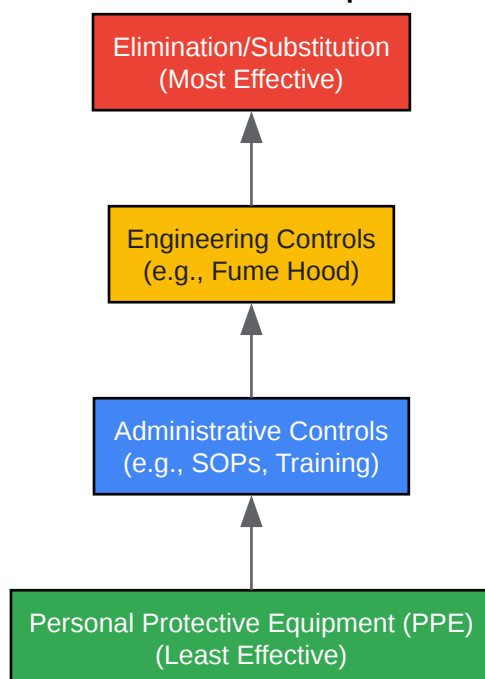 Elimination/Substitution
(Most Effective)
Engineering Controls
(e.g., Fume Hood)
Administrative Controls
(e.g., SOPs, Training)
Personal Protective Equipment (PPE)
(Least Effective)